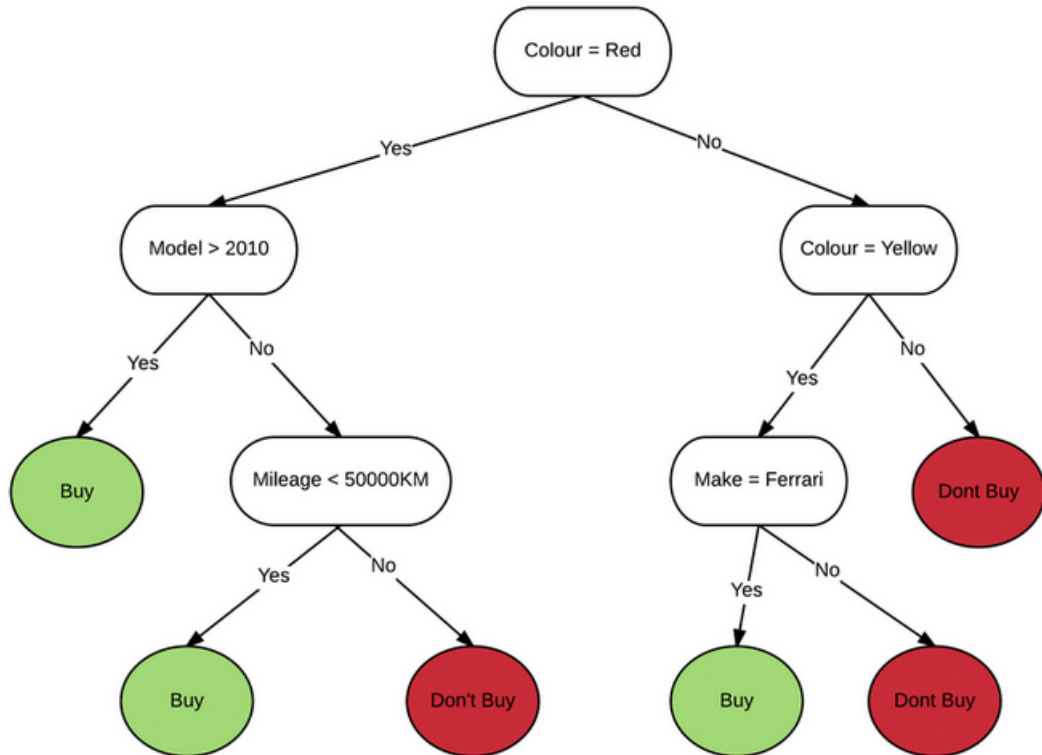 Colour = Red
Yes
No
Model > 2010
Colour = Yellow
Yes
No
Yes
No
Buy
Mileage < 50000KM
Make = Ferrari
Dont Buy
Yes
No
Yes
No
Buy
Don't Buy
Buy
Dont Buy